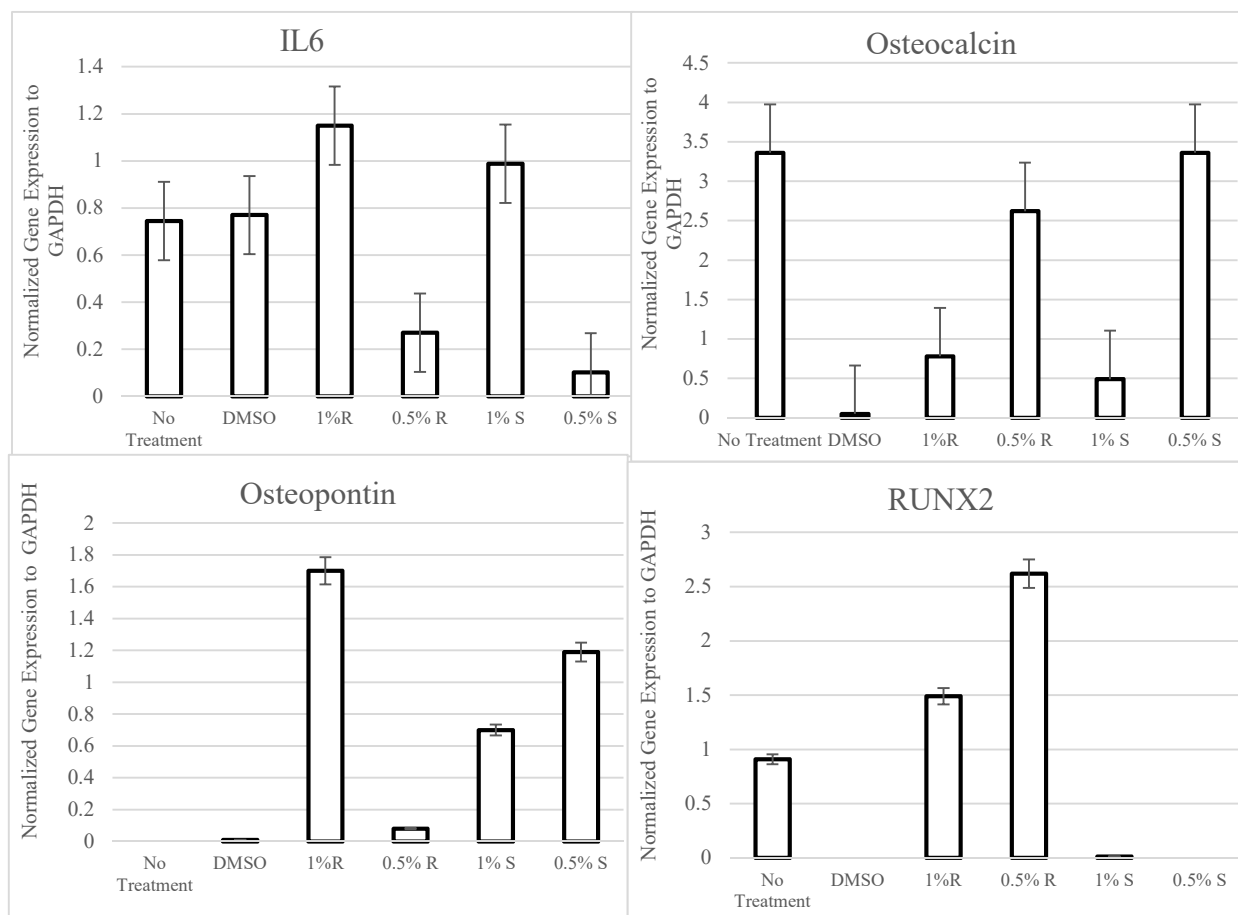 IL6
Normalized Gene Expression to
GAPDH
1.4
1.2
1
0.8
0.6
0.4
0.2
0
No
Treatment
DMSO
1%R
0.5% R
1% S
0.5% S
Osteocalcin
Normalized Gene Expression to
GAPDH
4.5
4
3.5
3
2.5
2
1.5
1
0.5
0
No Treatment
DMSO
1%R
0.5% R
1% S
0.5% S
Osteopontin
Normalized Gene Expression to GAPDH
2
1.8
1.6
1.4
1.2
1
0.8
0.6
0.4
0.2
0
No
Treatment
DMSO
1%R
0.5% R
1% S
0.5% S
RUNX2
Normalized Gene Expression to GAPDH
3
2.5
2
1.5
1
0.5
0
No
Treatment
DMSO
1%R
0.5% R
1% S
0.5% S